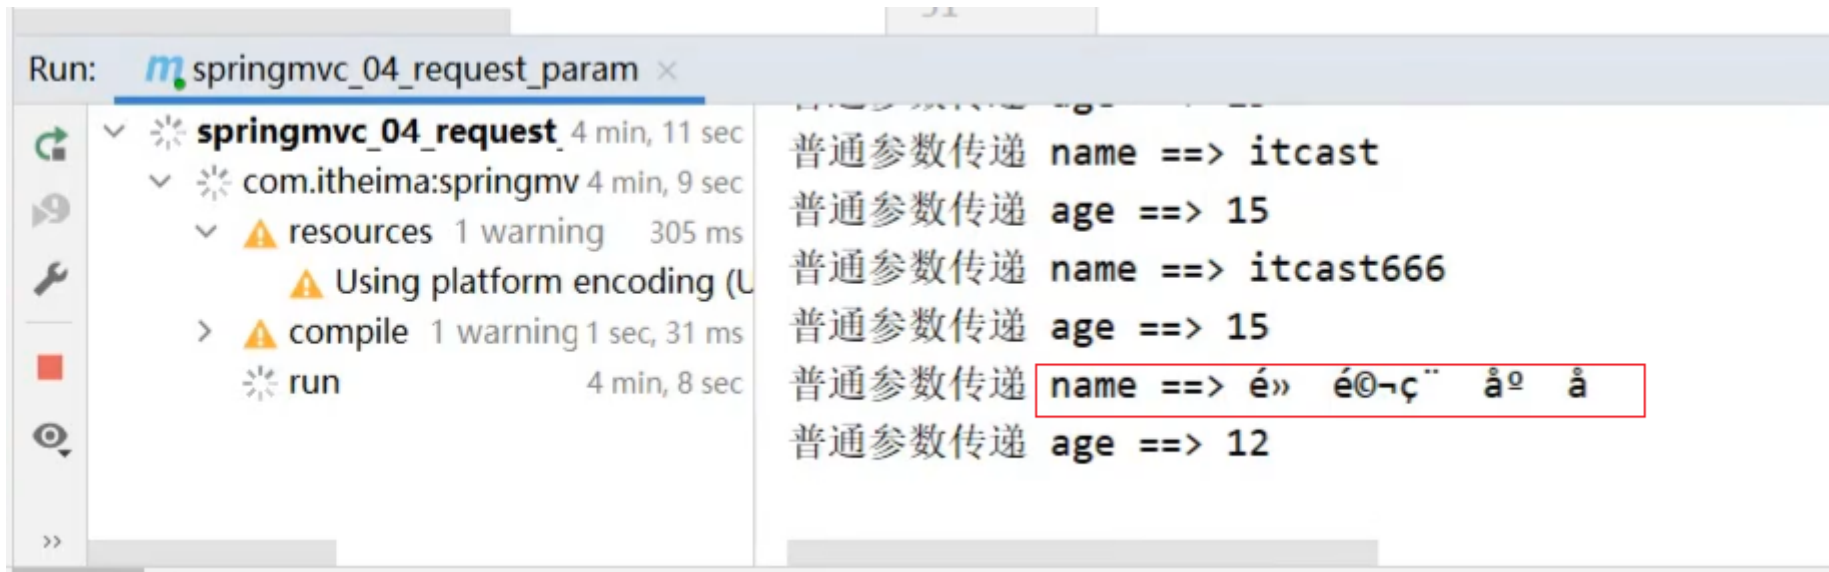 Run: springmvc_04_request_param
springmvc_04_request_ 4 min, 11 sec
com.itheima:springmv 4 min, 9 sec
resources 1 warning 305 ms
Using platform encoding (U
compile 1 warning 1 sec, 31 ms
run 4 min, 8 sec
普通参数传递 name ==> itcast
普通参数传递 age ==> 15
普通参数传递 name ==> itcast666
普通参数传递 age ==> 15
普通参数传递 name ==> é» é©¬ç¨ åº å
普通参数传递 age ==> 12